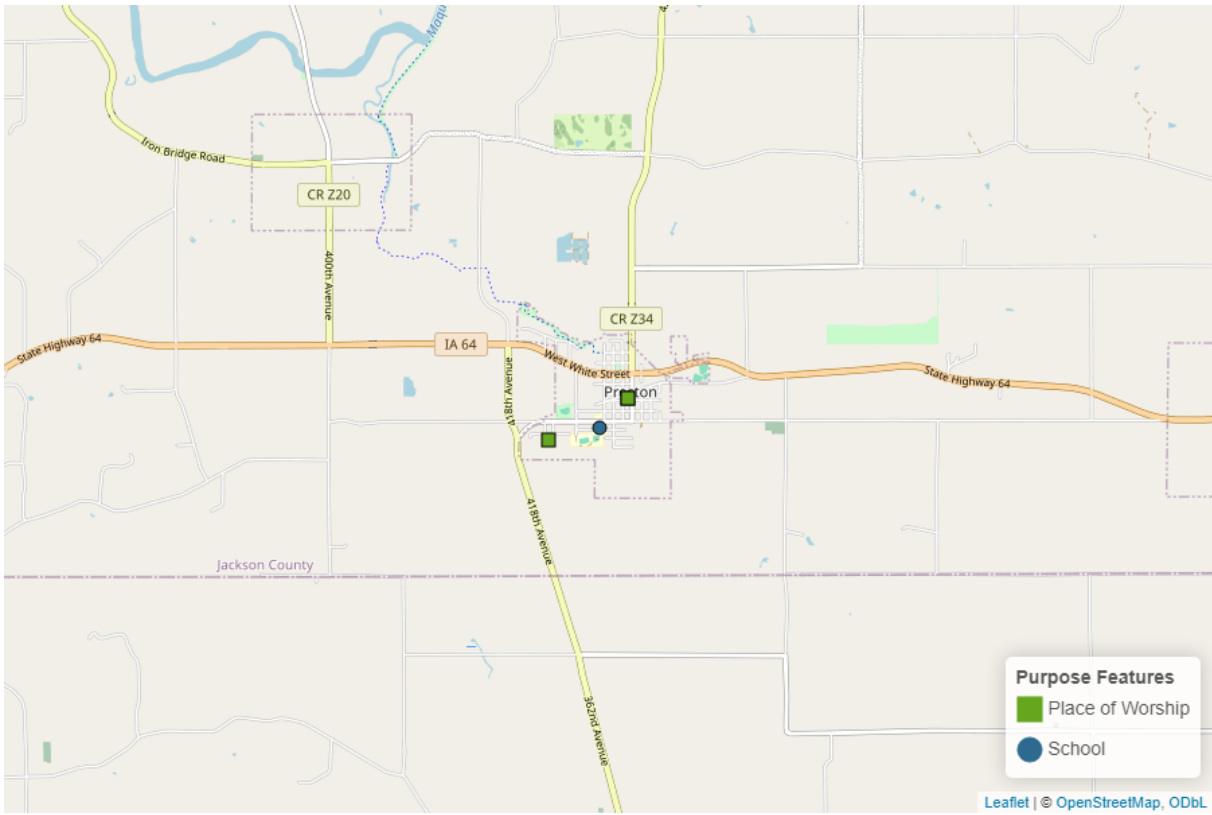 Maqu
4
Iron Bridge Road
CR Z20
400th Avenue
CR Z34
State Highway 64
IA 64
West White Street
State Highway 64
418th Avenue
Preston
418th Avenue
Jackson County
362nd Avenue
Purpose Features
Place of Worship
School
Leaflet | © OpenStreetMap, ODbL